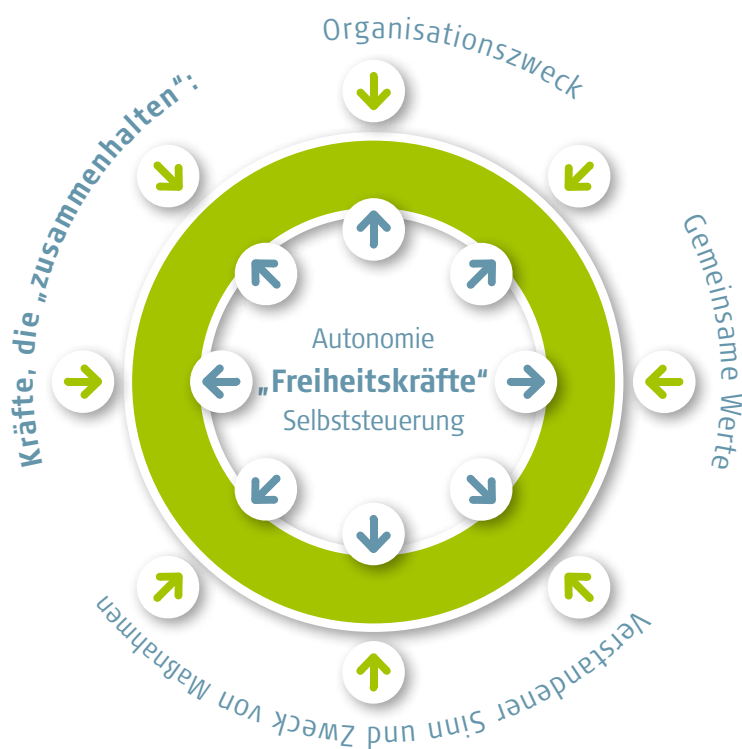 Kräfte, die „zusammenhalten“:
Organisationszweck
Gemeinsame Werte
Verstandener Sinn und Zweck von Maßnahmen
Autonomie
„Freiheitskräfte“
Selbststeuerung